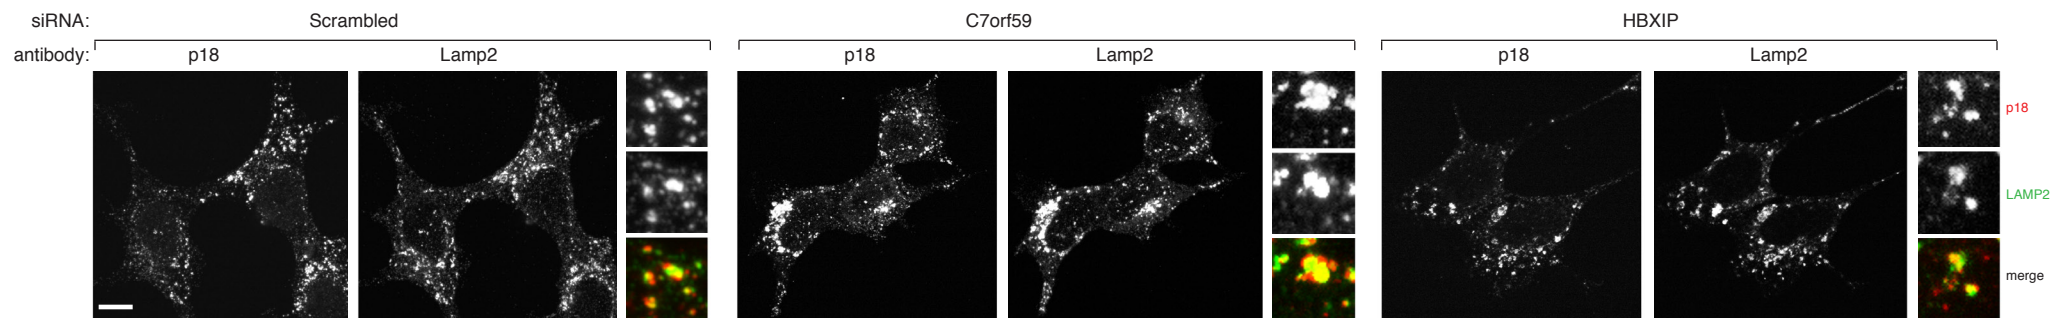 siRNA: Scrambled C7orf59 HBXIP
antibody: p18 Lamp2 p18 Lamp2 p18 Lamp2
p18
LAMP2
merge